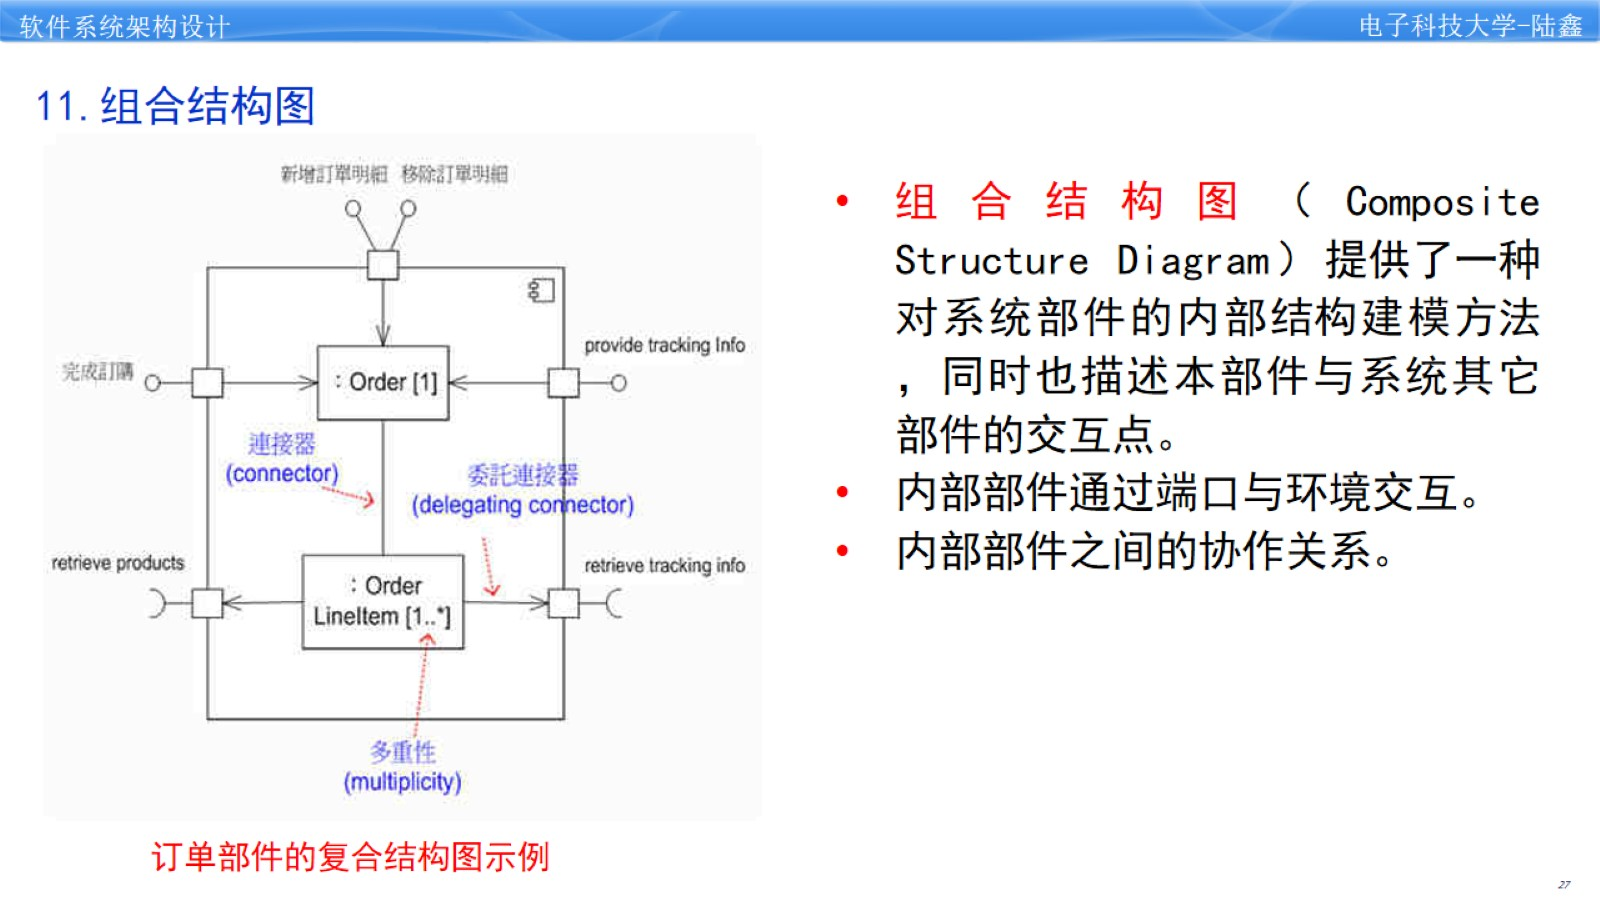 软件系统架构设计
电子科技大学-陆鑫
11.组合结构图
新增訂單明細 移除訂單明細
provide tracking Info
完成訂購
: Order [1]
連接器
(connector)
委託連接器
(delegating connector)
retrieve products
retrieve tracking info
: Order
LineItem [1..*]
多重性
(multiplicity)
订单部件的复合结构图示例
• 组合结构图（Composite
Structure Diagram）提供了一种
对系统部件的内部结构建模方法
，同时也描述本部件与系统其它
部件的交互点。
• 内部部件通过端口与环境交互。
• 内部部件之间的协作关系。
27